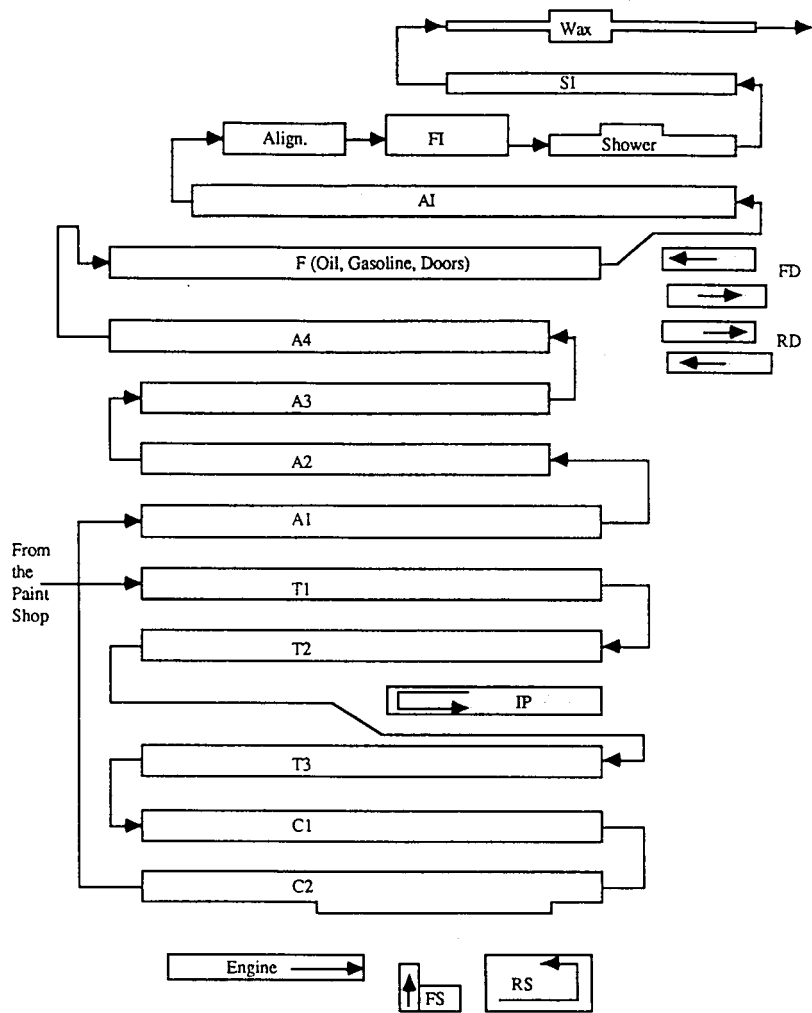 Wax
S1
Align.
FI
Shower
AI
F (Oil, Gasoline, Doors)
FD
A4
RD
A3
A2
A1
From
the
Paint
Shop
T1
T2
IP
T3
C1
C2
Engine
FS
RS